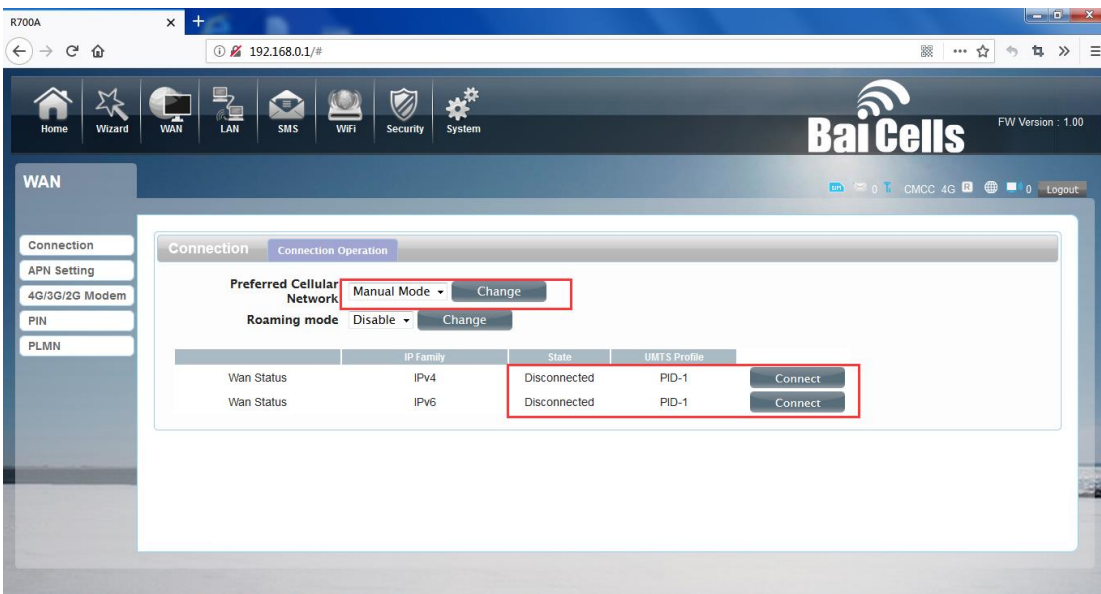 R700A
192.168.0.1/#
Home Wizard WAN LAN SMS WiFi Security System
BaiCells
FW Version : 1.00
WAN
sim 0 CMCC 4G R 0 Logout
Connection
APN Setting
4G/3G/2G Modem
PIN
PLMN
Connection Connection Operation
Preferred Cellular
Network Manual Mode Change
Roaming mode Disable Change
IP Family State UMTS Profile
Wan Status IPv4 Disconnected PID-1 Connect
Wan Status IPv6 Disconnected PID-1 Connect